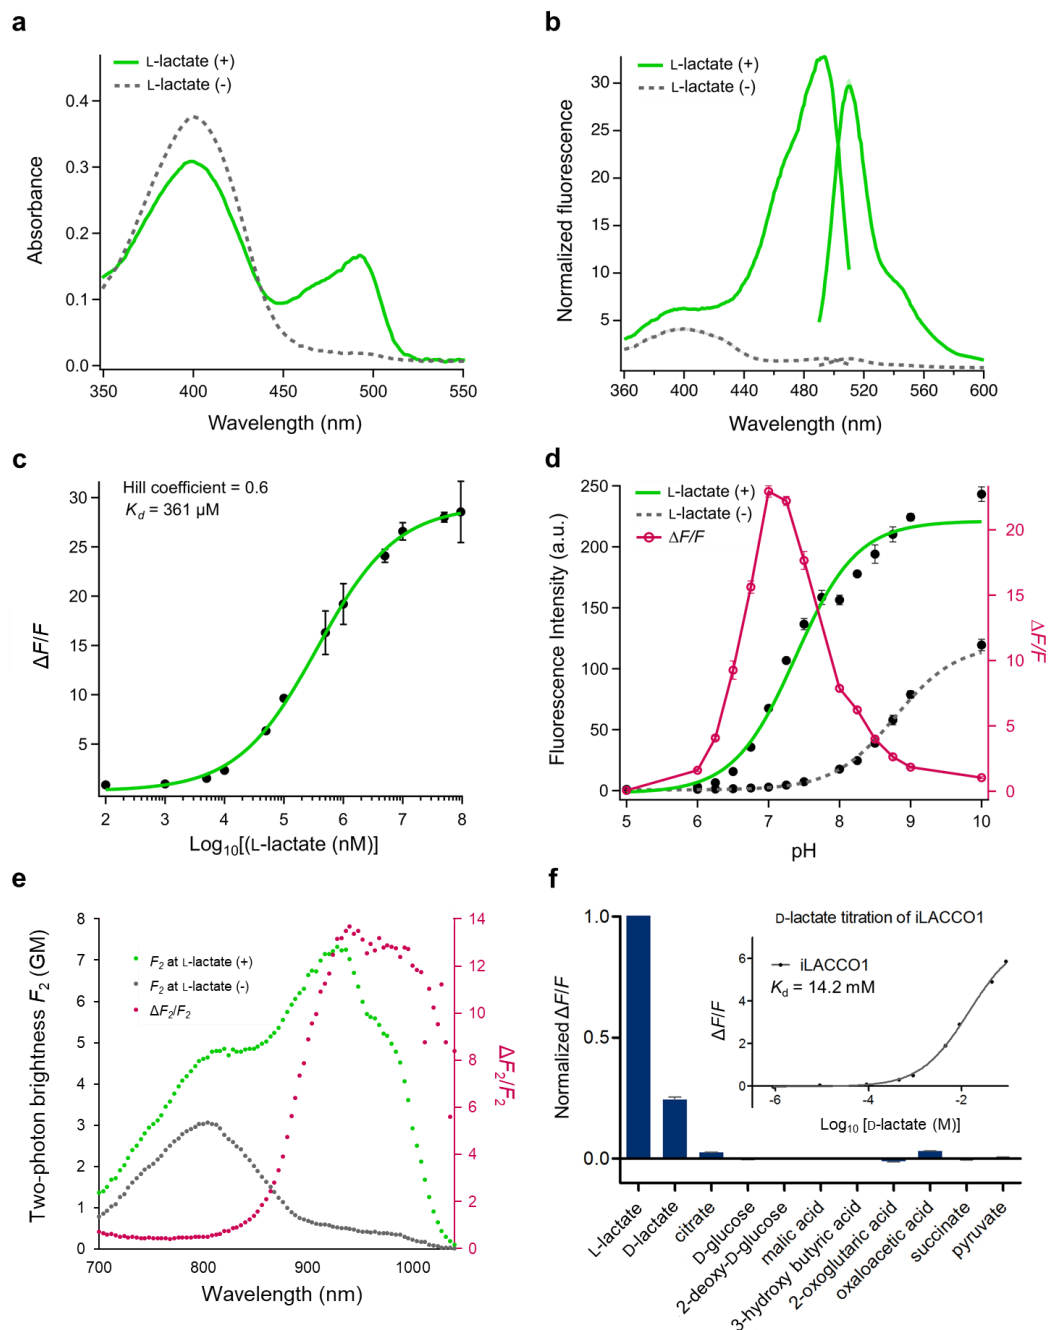 a
L-lactate (+)
L-lactate (-)
0.4
0.3
0.2
0.1
0.0
Absorbance
350 400 450 500 550
Wavelength (nm)
b
L-lactate (+)
L-lactate (-)
30
25
20
15
10
5
Normalized fluorescence
360 400 440 480 520 560 600
Wavelength (nm)
c
Hill coefficient = 0.6
Kd = 361 µM
30
25
20
15
10
5
ΔF/F
2 3 4 5 6 7 8
Log10[(L-lactate (nM)]
d
L-lactate (+)
L-lactate (-)
ΔF/F
250
200
150
100
50
0
Fluorescence Intensity (a.u.)
20
15
10
5
0
ΔF/F
5 6 7 8 9 10
pH
e
F2 at L-lactate (+)
F2 at L-lactate (-)
ΔF2/F2
8
7
6
5
4
3
2
1
0
Two-photon brightness F2 (GM)
14
12
10
8
6
4
2
0
ΔF2/F2
700 800 900 1000
Wavelength (nm)
f
1.0
0.5
0.0
Normalized ΔF/F
D-lactate titration of iLACCO1
iLACCO1
Kd = 14.2 mM
6
4
2
0
ΔF/F
-6 -4 -2
Log10 [D-lactate (M)]
L-lactate
D-lactate
citrate
D-glucose
2-deoxy-D-glucose
malic acid
3-hydroxy butyric acid
2-oxoglutaric acid
oxaloacetic acid
succinate
pyruvate